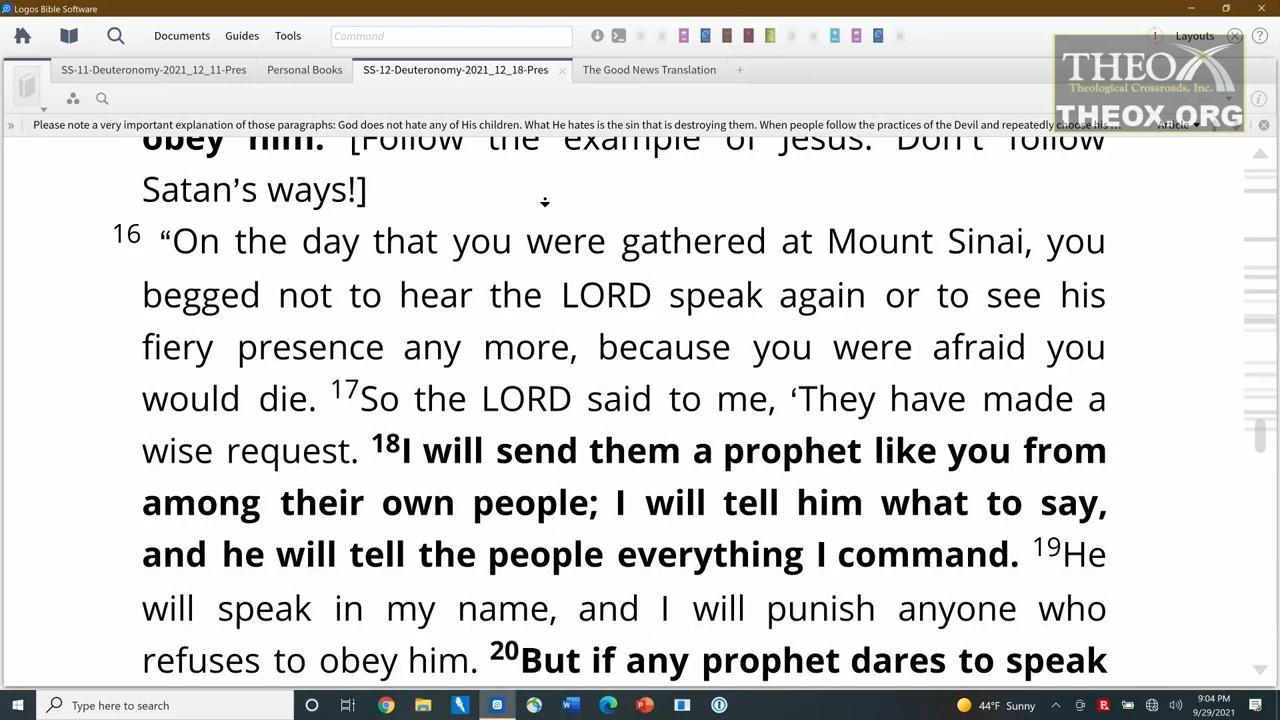 Logos Bible Software
Documents Guides Tools Command Layouts
SS-11-Deuteronomy-2021_12_11-Pres Personal Books SS-12-Deuteronomy-2021_12_18-Pres The Good News Translation
THEOX
Theological Crossroads, Inc.
THEOX.ORG
» Please note a very important explanation of those paragraphs: God does not hate any of His children. What He hates is the sin that is destroying them. When people follow the practices of the Devil and repeatedly choose his ... Article
obey him. [Follow the example of Jesus. Don't follow
Satan's ways!]
16 “On the day that you were gathered at Mount Sinai, you
begged not to hear the LORD speak again or to see his
fiery presence any more, because you were afraid you
would die. 17So the LORD said to me, ‘They have made a
wise request. 18I will send them a prophet like you from
among their own people; I will tell him what to say,
and he will tell the people everything I command. 19He
will speak in my name, and I will punish anyone who
refuses to obey him. 20But if any prophet dares to speak
Type here to search
44°F Sunny
9:04 PM
9/29/2021